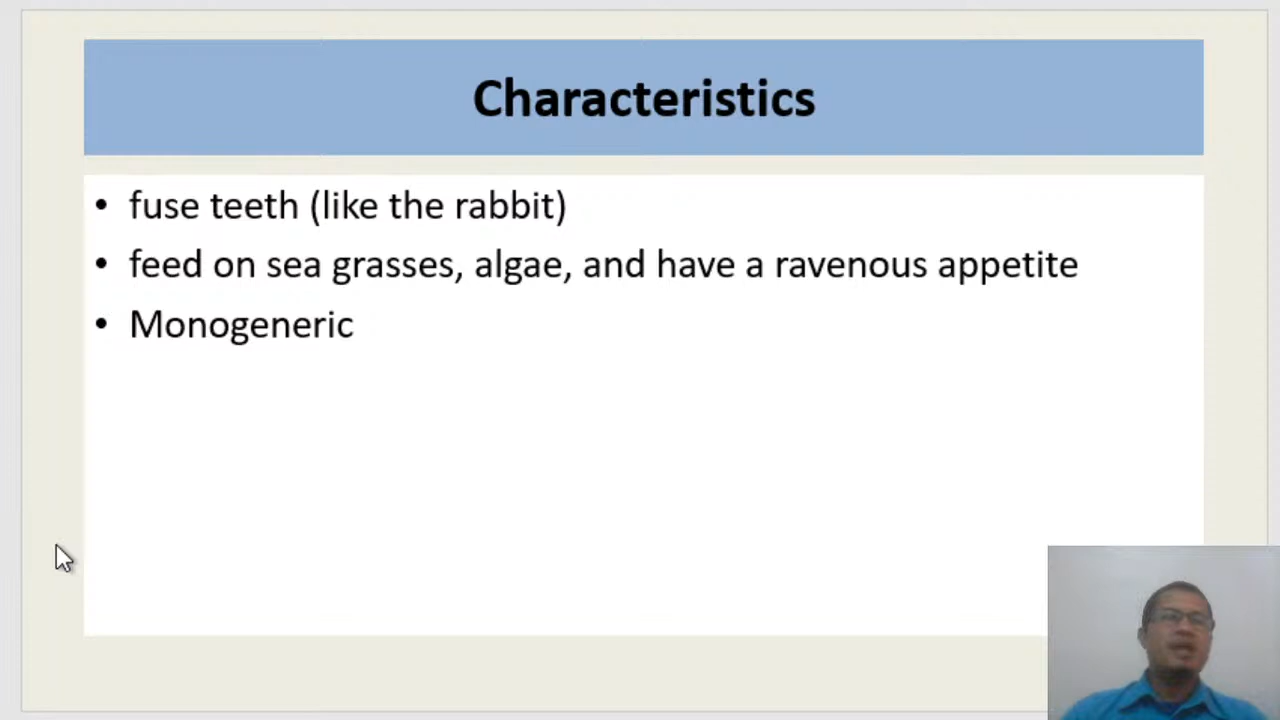 Characteristics
• fuse teeth (like the rabbit)
• feed on sea grasses, algae, and have a ravenous appetite
• Monogeneric